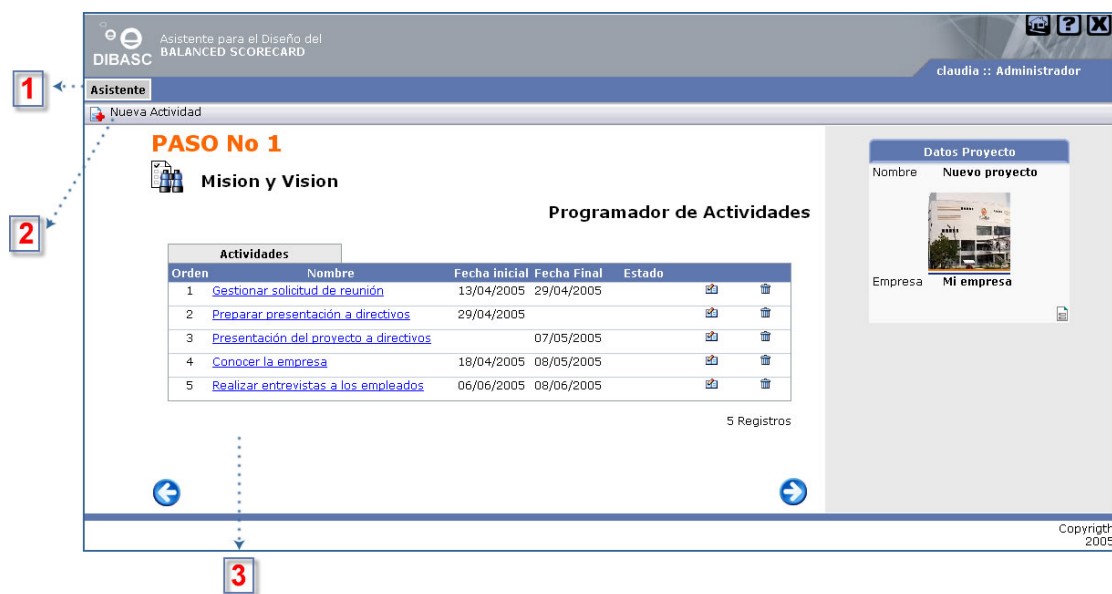 Asistente para el Diseño del
BALANCED SCORECARD
DIBASC
claudia :: Administrador
1
Asistente
Nueva Actividad
PASO No 1
Mision y Vision
Programador de Actividades
2
Actividades
Orden Nombre Fecha inicial Fecha Final Estado
1 Gestionar solicitud de reunión 13/04/2005 29/04/2005
2 Preparar presentación a directivos 29/04/2005
3 Presentación del proyecto a directivos 07/05/2005
4 Conocer la empresa 18/04/2005 08/05/2005
5 Realizar entrevistas a los empleados 06/06/2005 08/06/2005
5 Registros
Datos Proyecto
Nombre Nuevo proyecto
Empresa Mi empresa
Copyrigth
2005
3